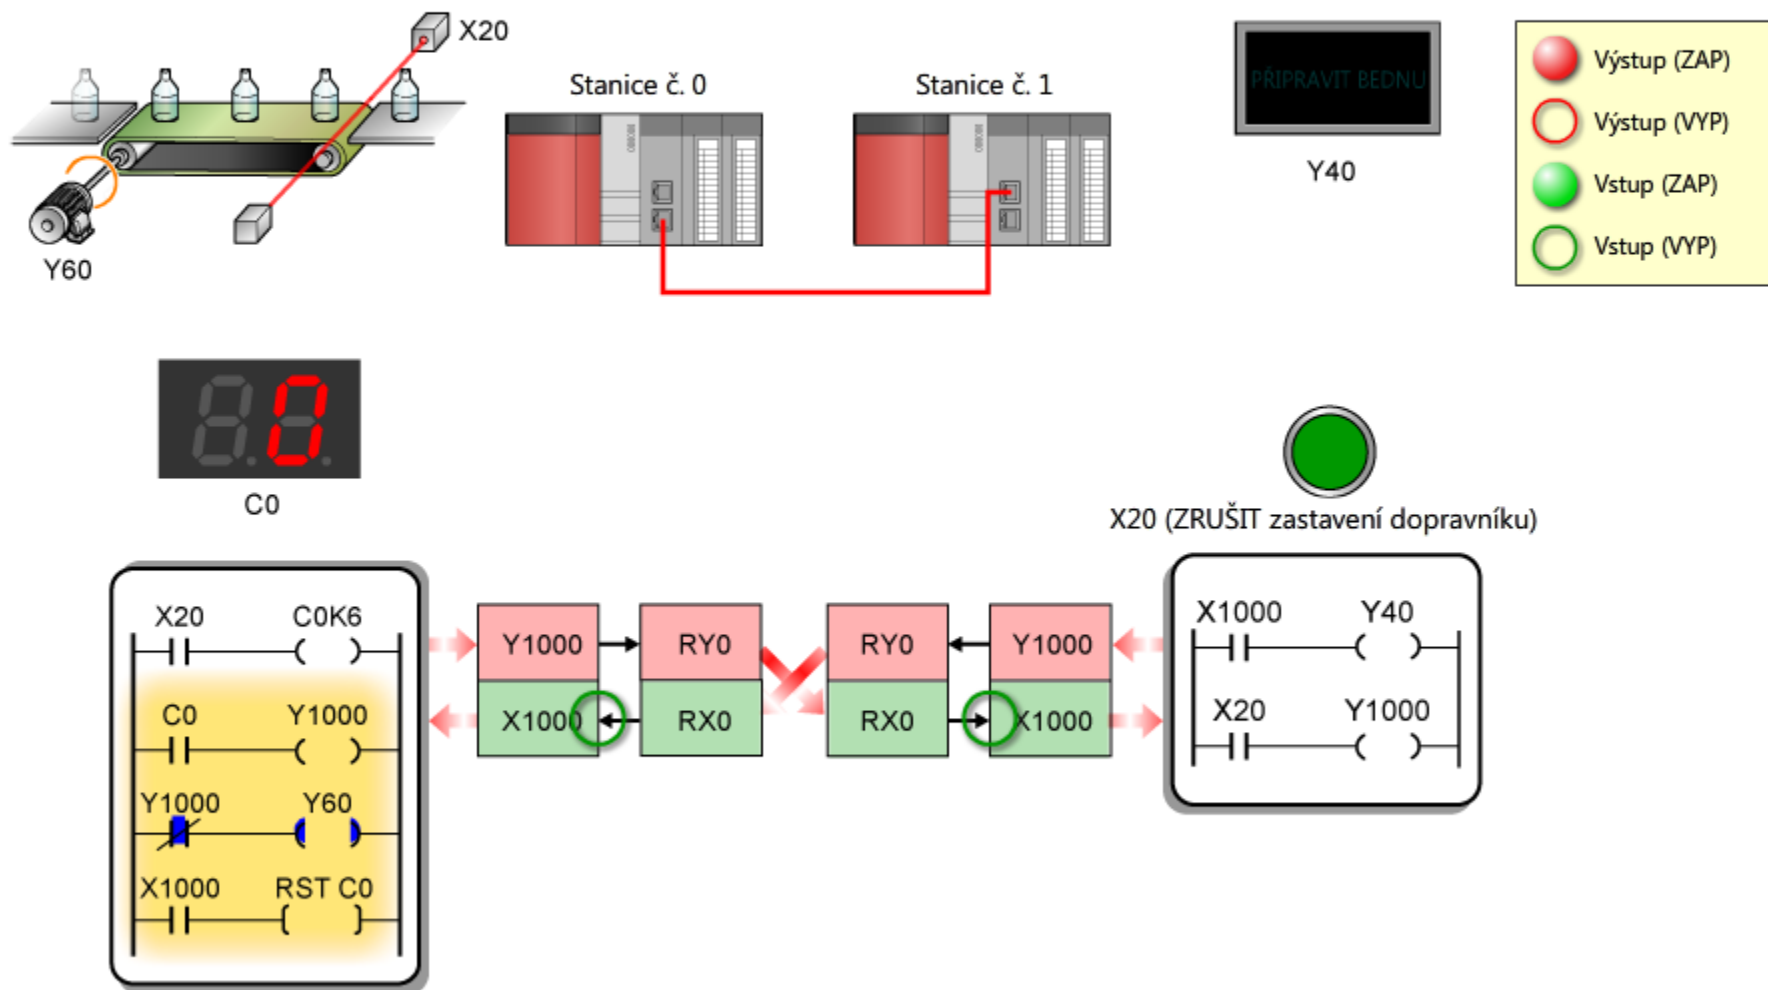 X20
Y60
Stanice č. 0
Stanice č. 1
PŘIPRAVIT BEDNU
Y40
Výstup (ZAP)
Výstup (VYP)
Vstup (ZAP)
Vstup (VYP)
0
C0
X20 (ZRUŠIT zastavení dopravníku)
X20 C0K6
C0 Y1000
Y1000 Y60
X1000 RST C0
Y1000 RY0 RY0 Y1000
X1000 RX0 RX0 X1000
X1000 Y40
X20 Y1000